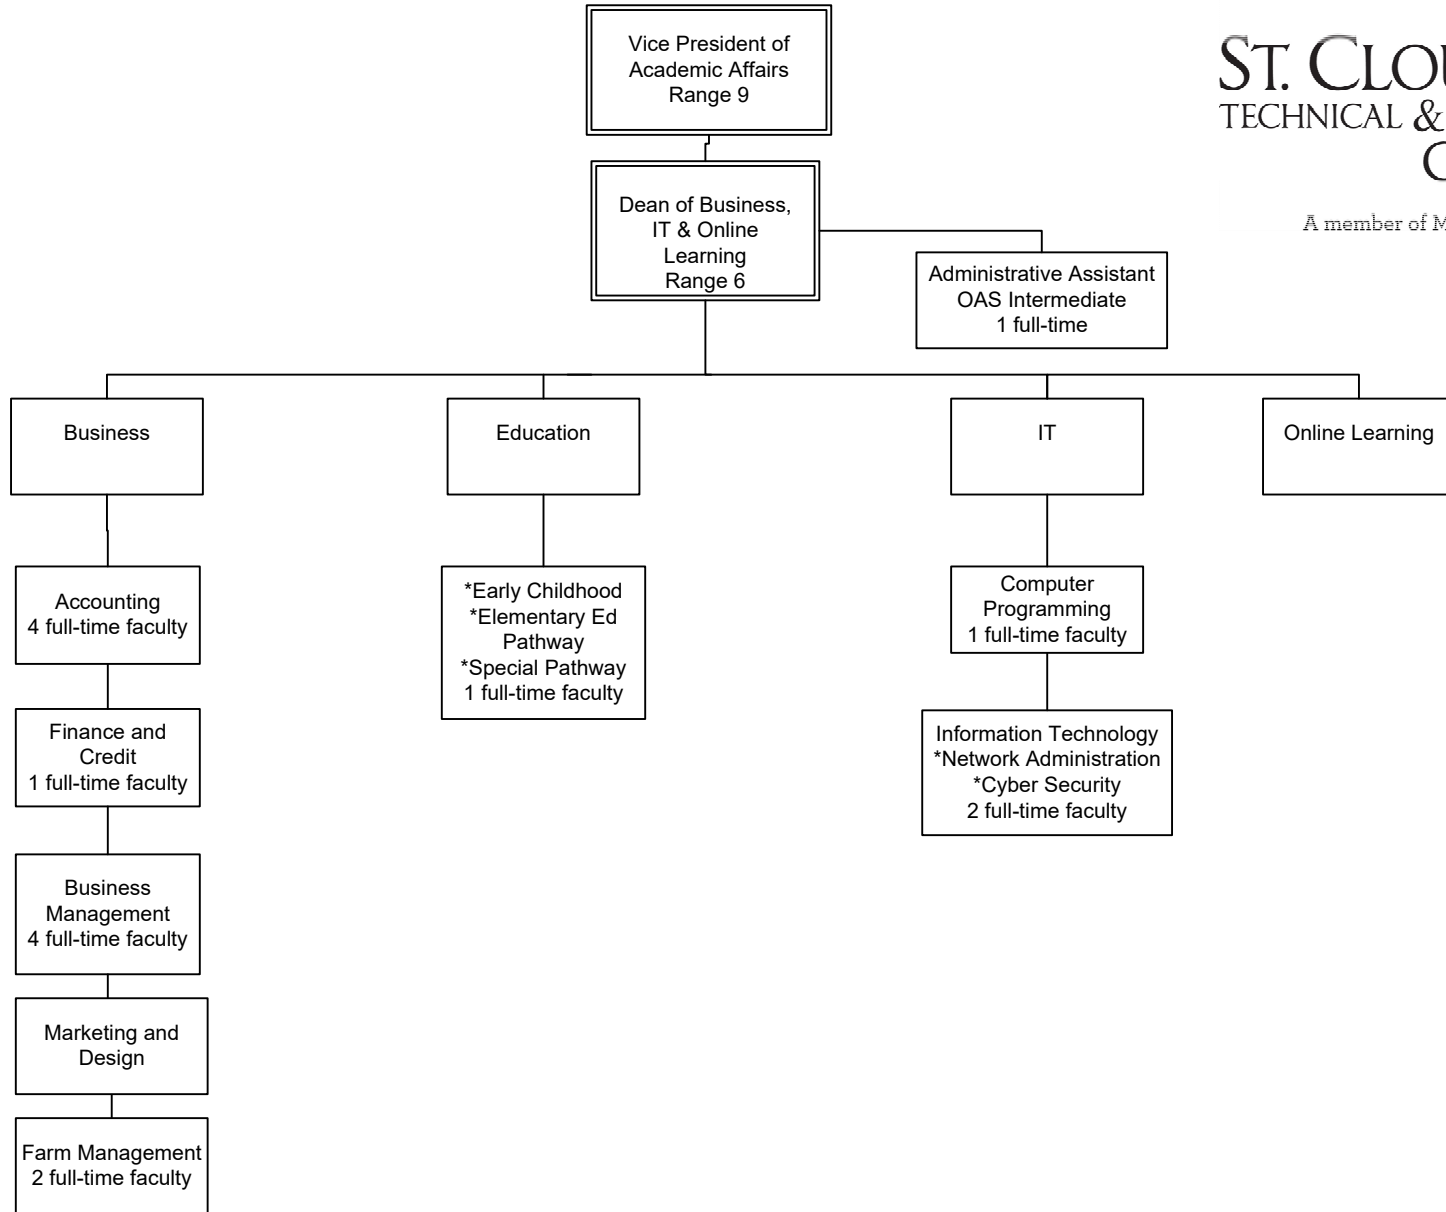 Vice President of
Academic Affairs
Range 9
ST. CLOU
TECHNICAL &
C
A member of M
Dean of Business,
IT & Online
Learning
Range 6
Administrative Assistant
OAS Intermediate
1 full-time
Business
Education
IT
Online Learning
Accounting
4 full-time faculty
Finance and
Credit
1 full-time faculty
Business
Management
4 full-time faculty
Marketing and
Design
Farm Management
2 full-time faculty
*Early Childhood
*Elementary Ed
Pathway
*Special Pathway
1 full-time faculty
Computer
Programming
1 full-time faculty
Information Technology
*Network Administration
*Cyber Security
2 full-time faculty